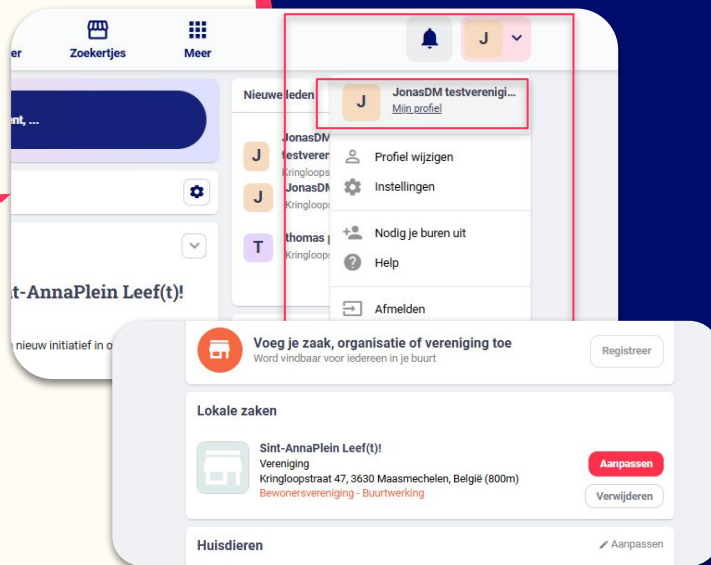 er
Zoekertjes
Meer
J
nt, ...
Nieuwe leden
J
JonasDM testverenigi...
Mijn profiel
J
JonasDM
testveren
Kringloops
J
JonasDM
Kringloops
T
thomas p
Kringloops
Profiel wijzigen
Instellingen
Nodig je buren uit
Help
Afmelden
t-AnnaPlein Leef(t)!
nieuw initiatief in o
Voeg je zaak, organisatie of vereniging toe
Word vindbaar voor iedereen in je buurt
Registreer
Lokale zaken
Sint-AnnaPlein Leef(t)!
Vereniging
Kringloopstraat 47, 3630 Maasmechelen, België (800m)
Bewonersvereniging - Buurtwerking
Aanpassen
Verwijderen
Huisdieren
Aanpassen